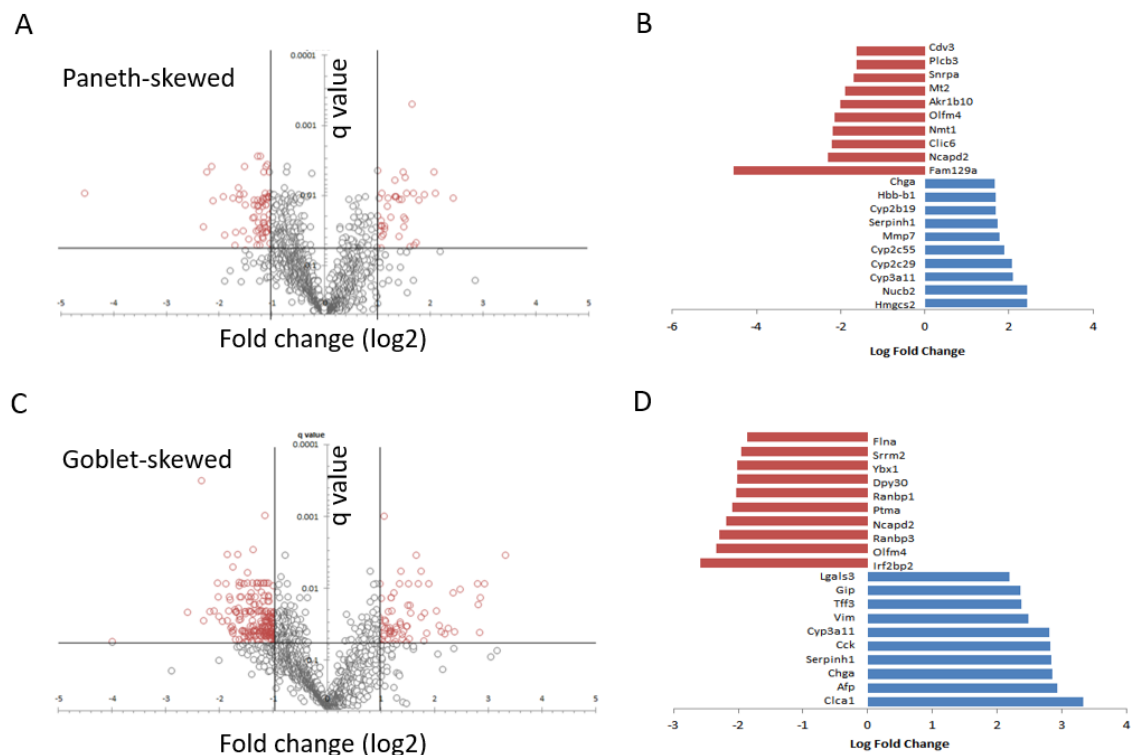 A
Paneth-skewed
q value
0.0001
0.001
0.01
0.1
-5 -4 -3 -2 -1 0 1 2 3 4 5
Fold change (log2)
B
Cdv3
Plcb3
Snrpa
Mt2
Akr1b10
Olfm4
Nmt1
Clic6
Ncapd2
Fam129a
Chga
Hbb-b1
Cyp2b19
Serpinh1
Mmp7
Cyp2c55
Cyp2c29
Cyp3a11
Nucb2
Hmgcs2
-6 -4 -2 0 2 4
Log Fold Change
C
Goblet-skewed
q value
q value
0.0001
0.001
0.01
0.1
-5 -4 -3 -2 -1 0 1 2 3 4 5
Fold change (log2)
D
Flna
Srrm2
Ybx1
Dpy30
Ranbp1
Ptma
Ncapd2
Ranbp3
Olfm4
Irf2bp2
Lgals3
Gip
Tff3
Vim
Cyp3a11
Cck
Serpinh1
Chga
Afp
Clca1
-3 -2 -1 0 1 2 3 4
Log Fold Change